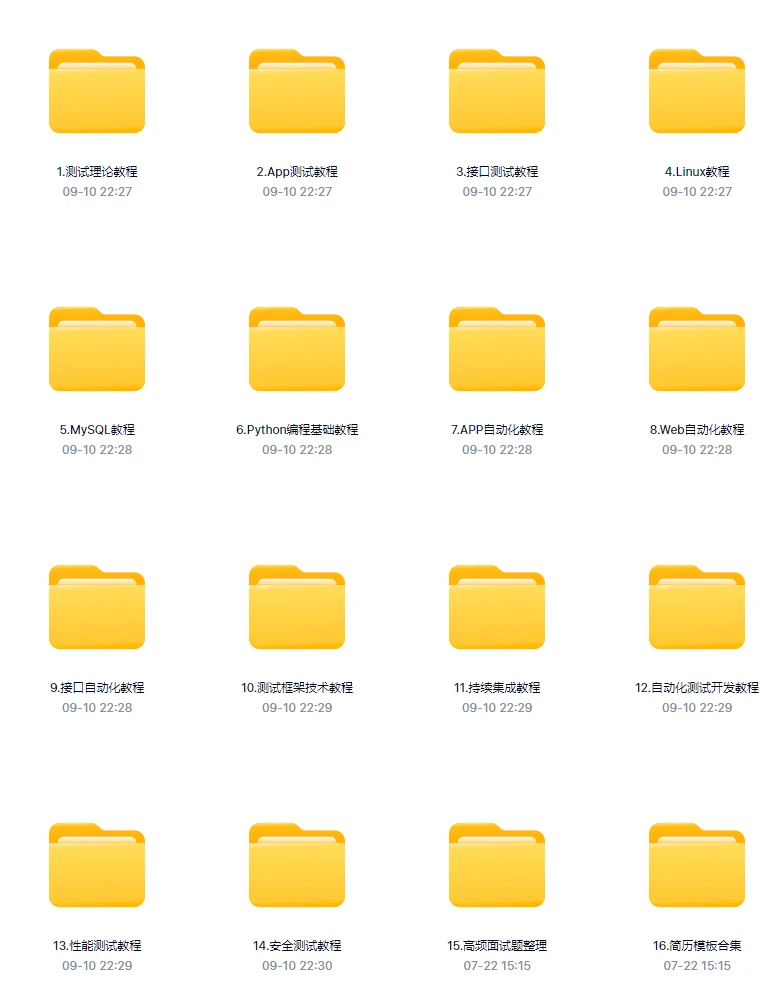 1.测试理论教程
09-10 22:27
2.App测试教程
09-10 22:27
3.接口测试教程
09-10 22:27
4.Linux教程
09-10 22:27
5.MySQL教程
09-10 22:28
6.Python编程基础教程
09-10 22:28
7.APP自动化教程
09-10 22:28
8.Web自动化教程
09-10 22:28
9.接口自动化教程
09-10 22:28
10.测试框架技术教程
09-10 22:29
11.持续集成教程
09-10 22:29
12.自动化测试开发教程
09-10 22:29
13.性能测试教程
09-10 22:29
14.安全测试教程
09-10 22:30
15.高频面试题整理
07-22 15:15
16.简历模板合集
07-22 15:15